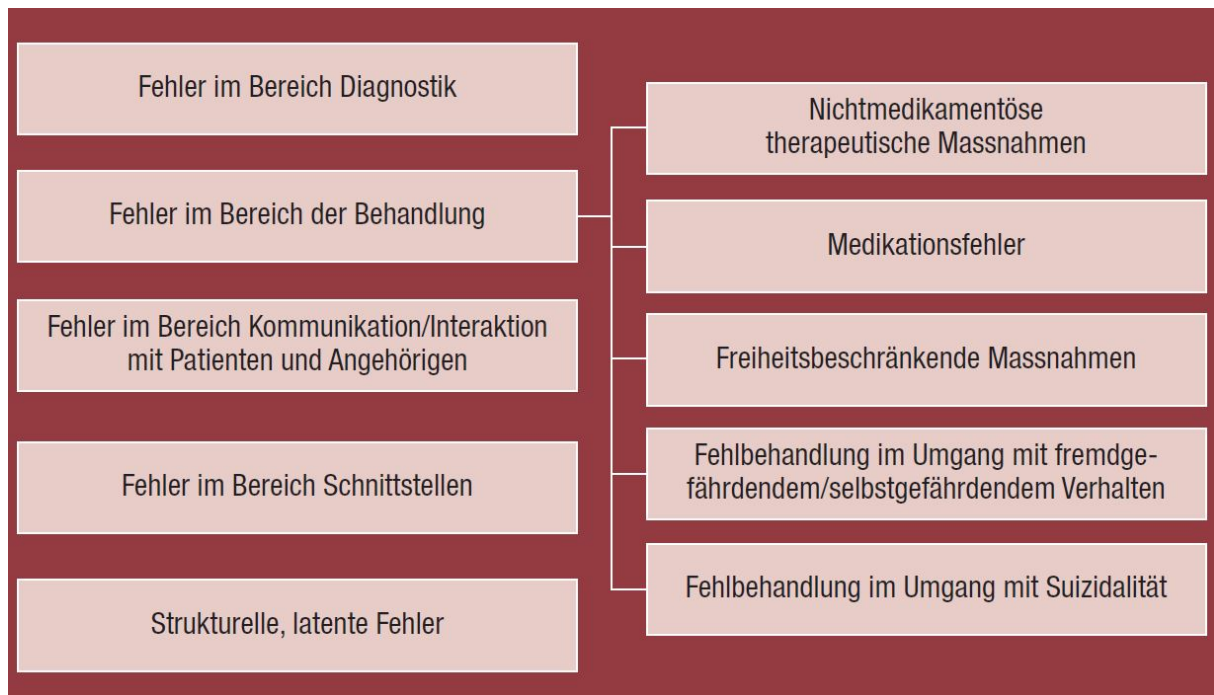 Fehler im Bereich Diagnostik
Fehler im Bereich der Behandlung
Fehler im Bereich Kommunikation/Interaktion
mit Patienten und Angehörigen
Fehler im Bereich Schnittstellen
Strukturelle, latente Fehler
Nichtmedikamentöse
therapeutische Massnahmen
Medikationsfehler
Freiheitsbeschränkende Massnahmen
Fehlbehandlung im Umgang mit fremdge-
fährdendem/selbstgefährdendem Verhalten
Fehlbehandlung im Umgang mit Suizidalität